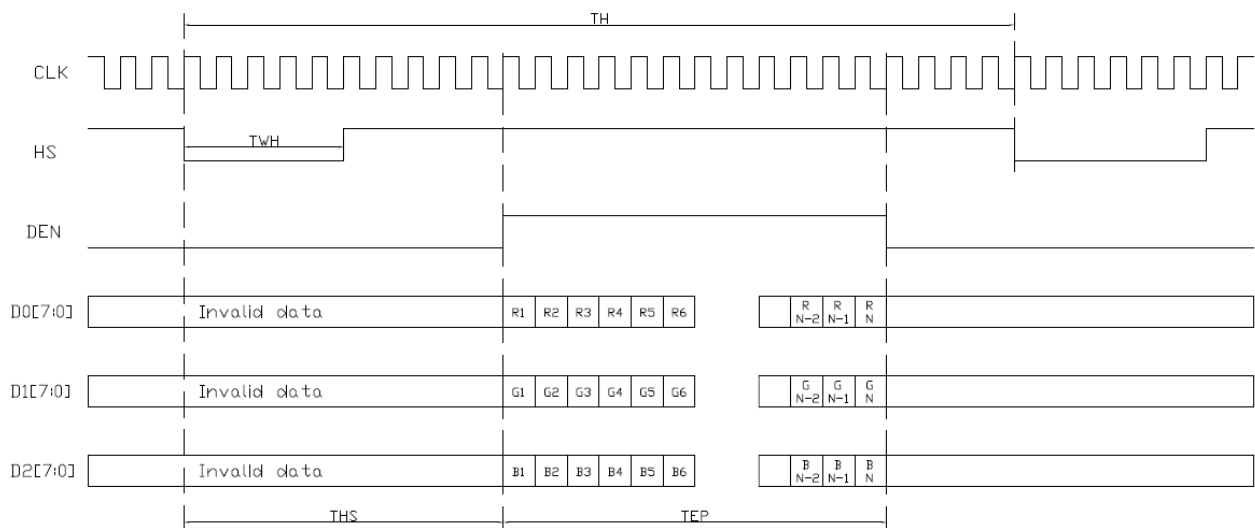 TH
CLK
TWH
HS
DEN
D0[7:0] Invalid data R1 R2 R3 R4 R5 R6 R N-2 R N-1 R N
D1[7:0] Invalid data G1 G2 G3 G4 G5 G6 G N-2 G N-1 G N
D2[7:0] Invalid data B1 B2 B3 B4 B5 B6 B N-2 B N-1 B N
THS TEP